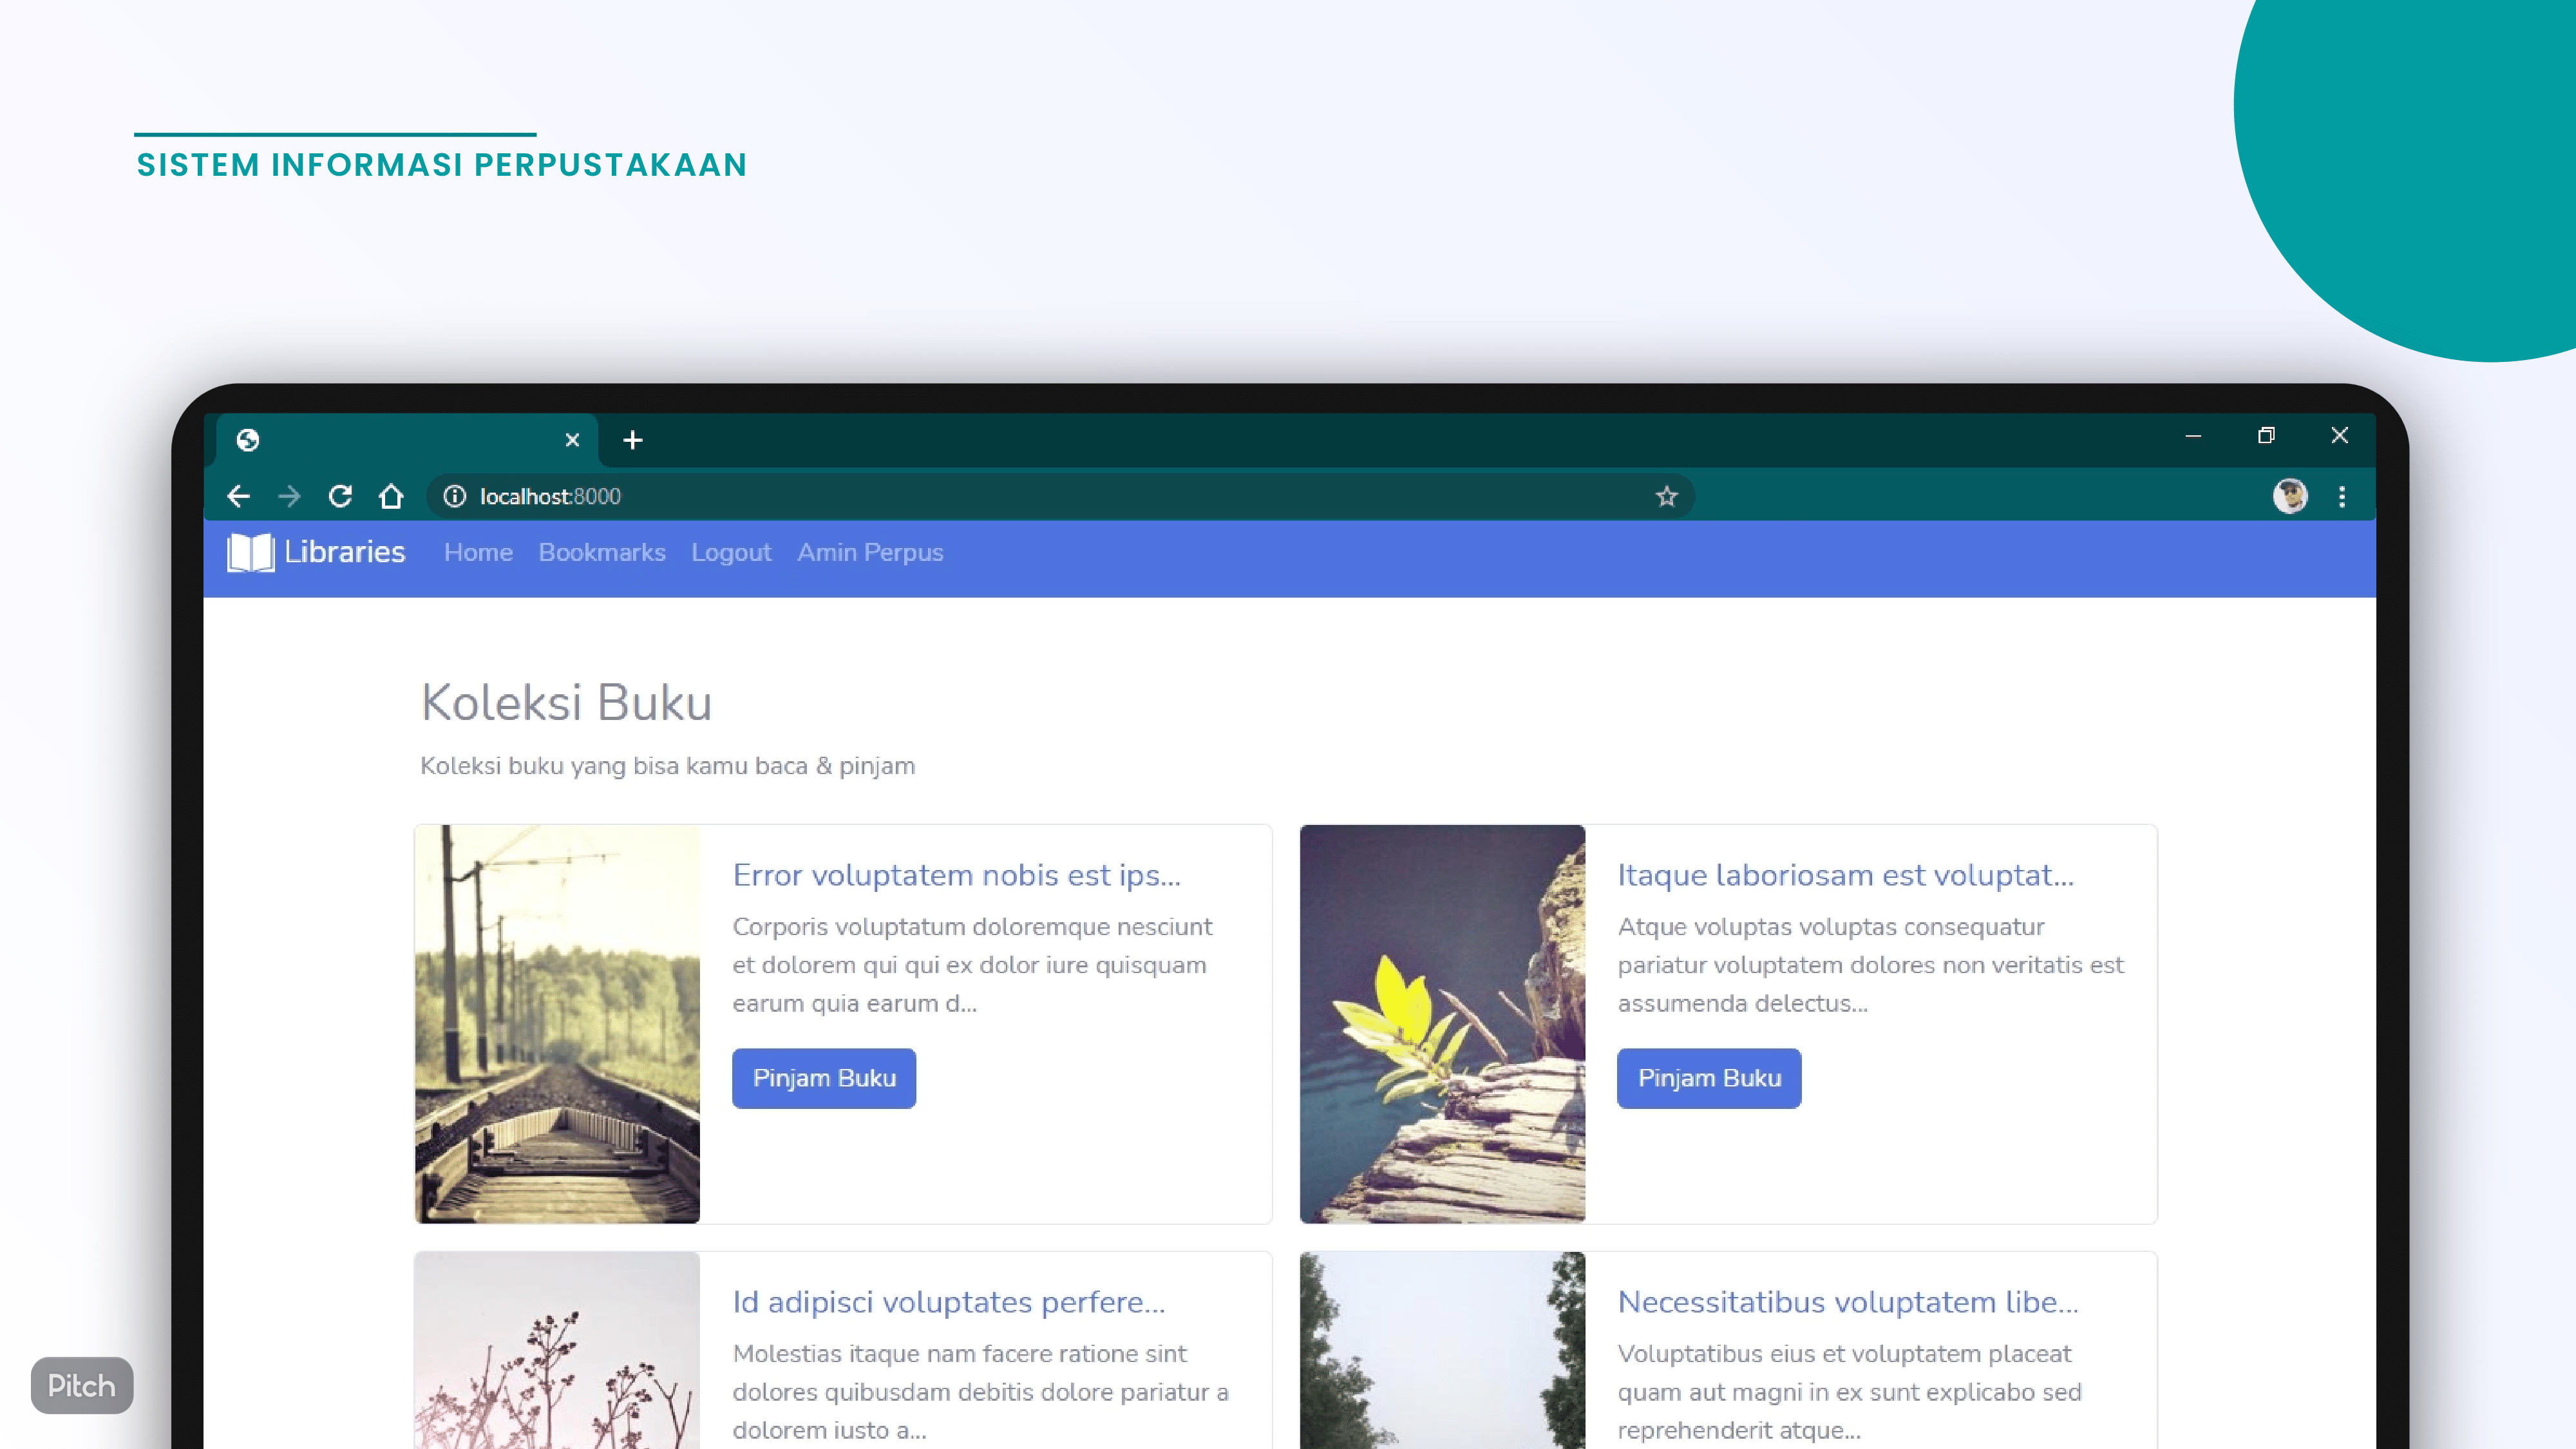 SISTEM INFORMASI PERPUSTAKAAN
localhost:8000
Libraries Home Bookmarks Logout Amin Perpus
Koleksi Buku
Koleksi buku yang bisa kamu baca & pinjam
Error voluptatem nobis est ips...
Corporis voluptatum doloremque nesciunt
et dolorem qui qui ex dolor iure quisquam
earum quia earum d...
Pinjam Buku
Itaque laboriosam est voluptat...
Atque voluptas voluptas consequatur
pariatur voluptatem dolores non veritatis est
assumenda delectus...
Pinjam Buku
Id adipisci voluptates perfere...
Molestias itaque nam facere ratione sint
dolores quibusdam debitis dolore pariatur a
dolorem iusto a...
Necessitatibus voluptatem libe...
Voluptatibus eius et voluptatem placeat
quam aut magni in ex sunt explicabo sed
reprehenderit atque...
Pitch